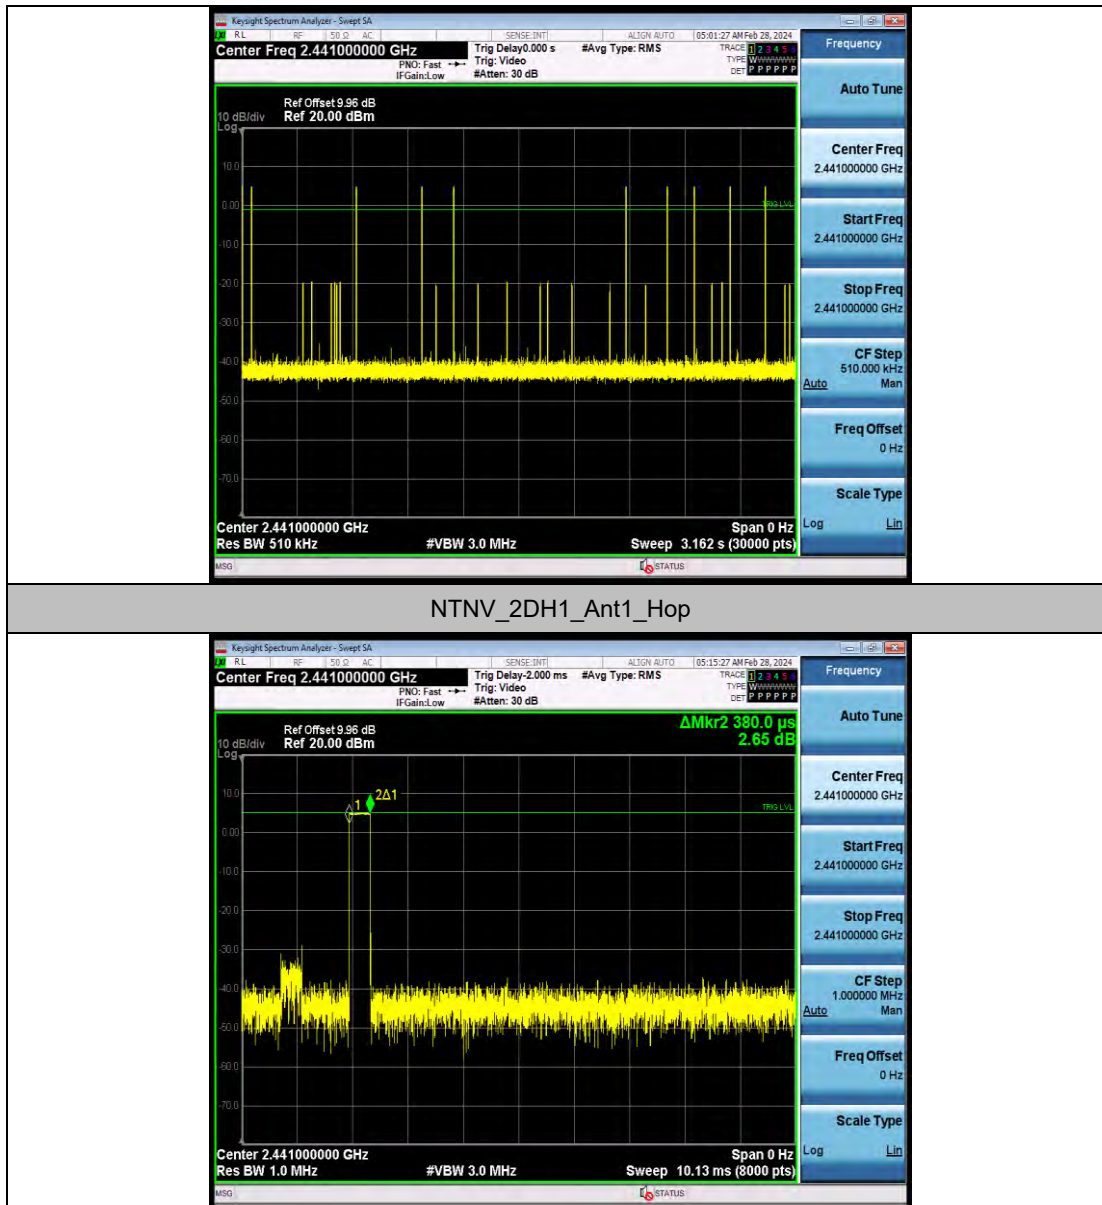 Keysight Spectrum Analyzer - Swept SA
RL RF 50 Ω AC SENSE:INT ALIGN AUTO 05:01:27 AM Feb 28, 2024
Center Freq 2.441000000 GHz Trig Delay0.000 s #Avg Type: RMS TRACE 1 2 3 4 5 6
PNO: Fast Trig: Video TYPE WWWWWW
IFGain:Low #Atten: 30 dB DET P P P P P P
Frequency
Auto Tune
Ref Offset 9.96 dB
10 dB/div Ref 20.00 dBm
Log
10.0
0.00
TRIG LVL
-10.0
-20.0
-30.0
-40.0
-50.0
-60.0
-70.0
Center Freq
2.441000000 GHz
Start Freq
2.441000000 GHz
Stop Freq
2.441000000 GHz
CF Step
510.000 kHz
Auto Man
Freq Offset
0 Hz
Scale Type
Log Lin
Center 2.441000000 GHz Span 0 Hz
Res BW 510 kHz #VBW 3.0 MHz Sweep 3.162 s (30000 pts)
MSG STATUS
NTNV_2DH1_Ant1_Hop
Keysight Spectrum Analyzer - Swept SA
RL RF 50 Ω AC SENSE:INT ALIGN AUTO 05:15:27 AM Feb 28, 2024
Center Freq 2.441000000 GHz Trig Delay-2.000 ms #Avg Type: RMS TRACE 1 2 3 4 5 6
PNO: Fast Trig: Video TYPE WWWWWW
IFGain:Low #Atten: 30 dB DET P P P P P P
Frequency
Auto Tune
ΔMkr2 380.0 µs
2.65 dB
Ref Offset 9.96 dB
10 dB/div Ref 20.00 dBm
Log
10.0
1 2Δ1
TRIG LVL
0.00
-10.0
-20.0
-30.0
-40.0
-50.0
-60.0
-70.0
Center Freq
2.441000000 GHz
Start Freq
2.441000000 GHz
Stop Freq
2.441000000 GHz
CF Step
1.000000 MHz
Auto Man
Freq Offset
0 Hz
Scale Type
Log Lin
Center 2.441000000 GHz Span 0 Hz
Res BW 1.0 MHz #VBW 3.0 MHz Sweep 10.13 ms (8000 pts)
MSG STATUS